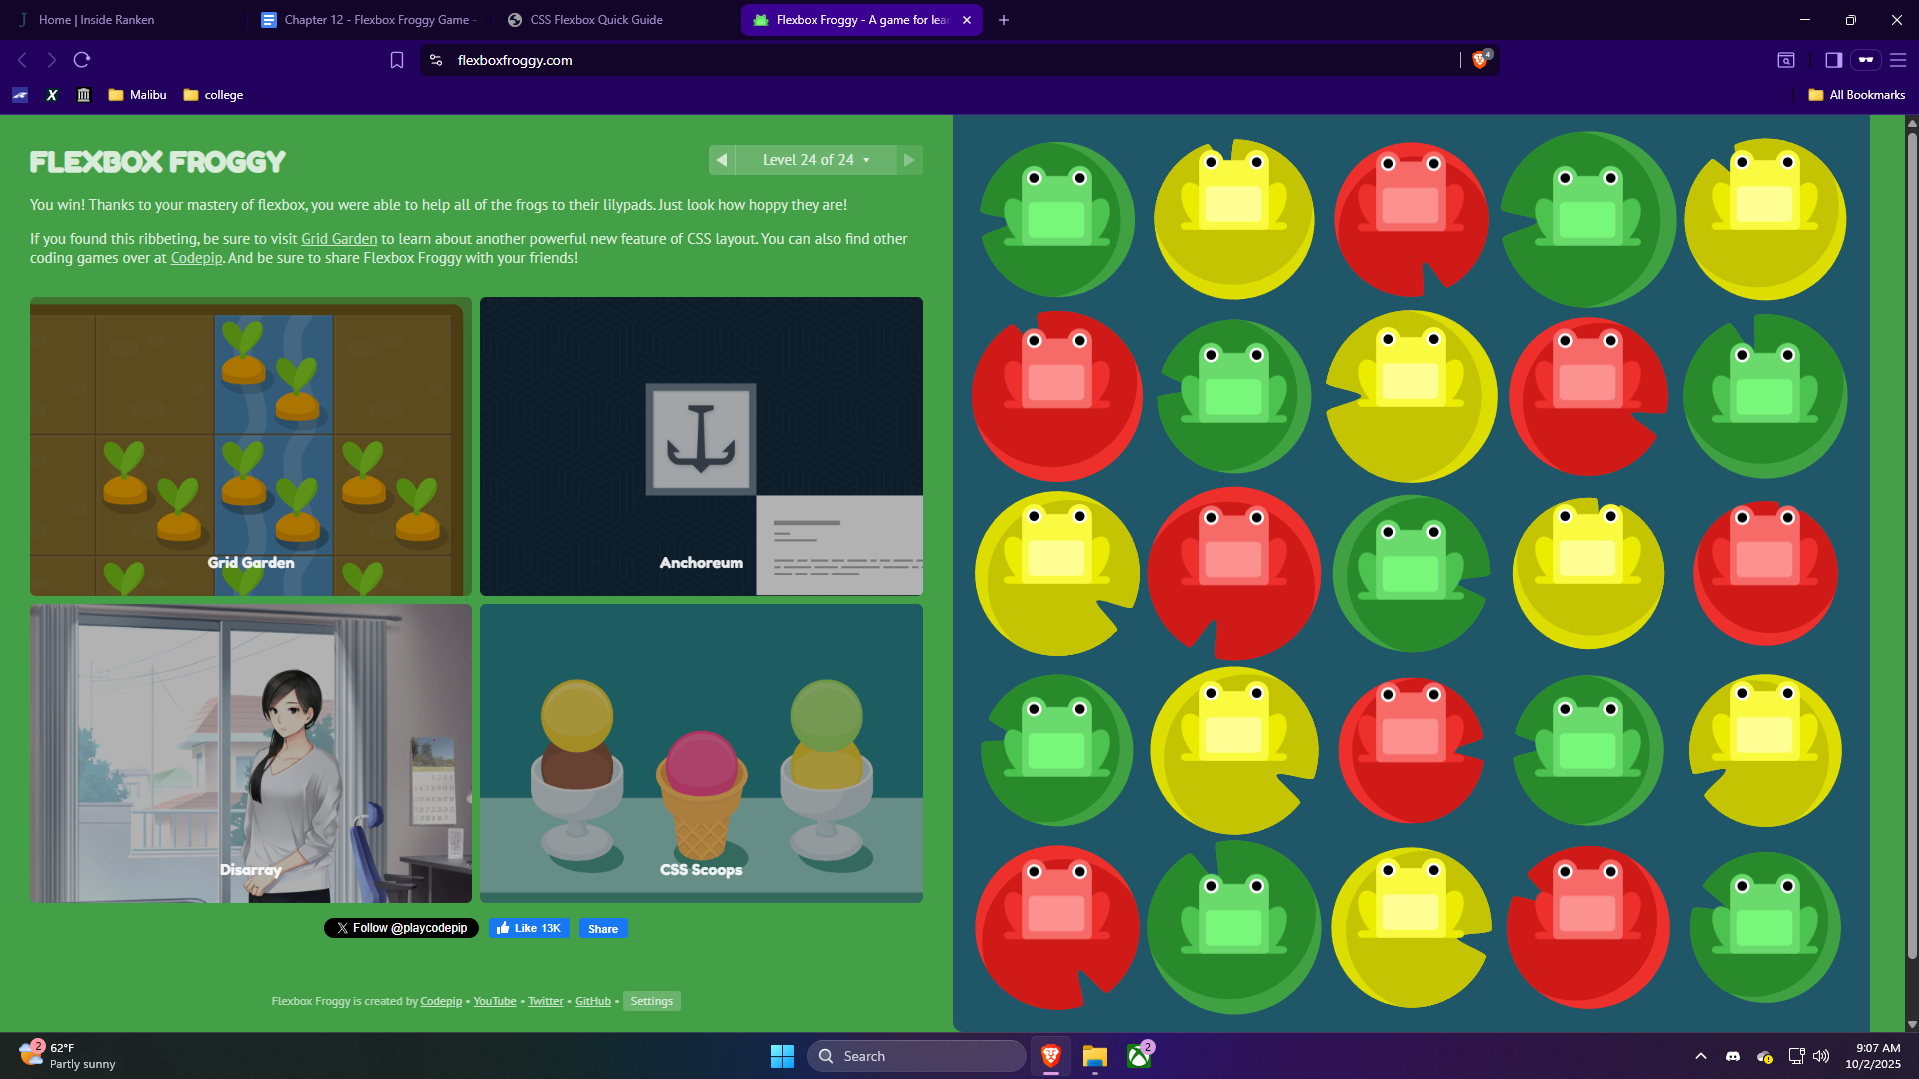 Home | Inside Ranken
Chapter 12 - Flexbox Froggy Game -
CSS Flexbox Quick Guide
Flexbox Froggy - A game for lear
flexboxfroggy.com
4
X
Malibu
college
All Bookmarks
FLEXBOX FROGGY
Level 24 of 24
You win! Thanks to your mastery of flexbox, you were able to help all of the frogs to their lilypads. Just look how hoppy they are!
If you found this ribbeting, be sure to visit Grid Garden to learn about another powerful new feature of CSS layout. You can also find other
coding games over at Codepip. And be sure to share Flexbox Froggy with your friends!
Grid Garden
Anchoreum
Disarray
CSS Scoops
X Follow @playcodepip
Like 13K
Share
Flexbox Froggy is created by Codepip • YouTube • Twitter • GitHub • Settings
2
62°F
Partly sunny
Search
2
9:07 AM
10/2/2025